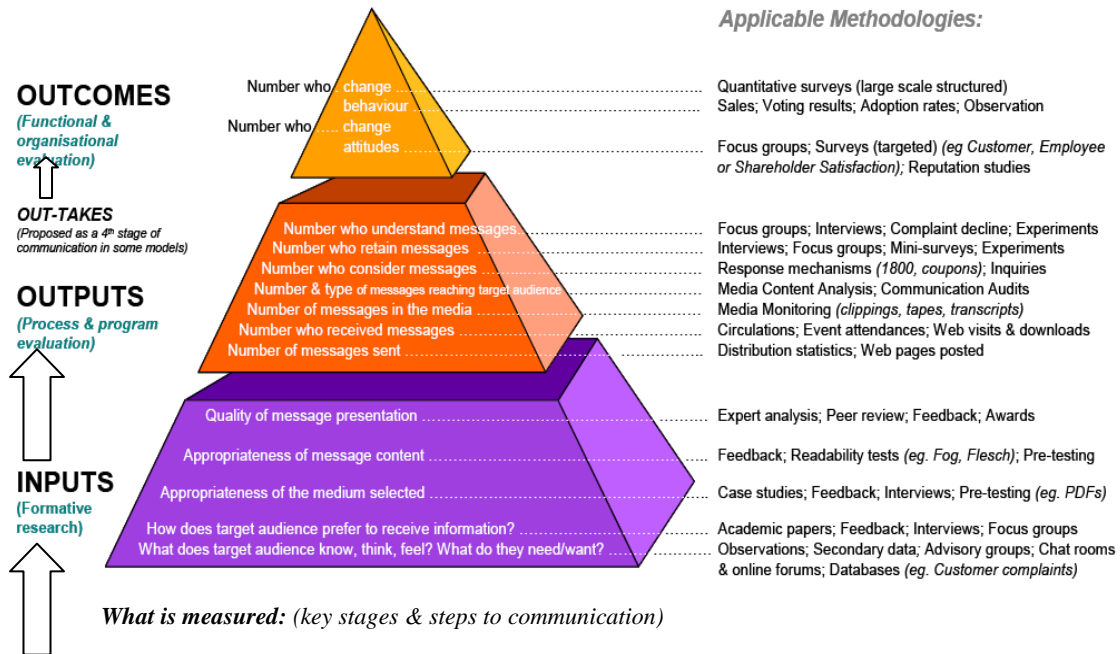 Applicable Methodologies:
OUTCOMES
(Functional &
organisational
evaluation)
OUT-TAKES
(Proposed as a 4th stage of
communication in some models)
OUTPUTS
(Process & program
evaluation)
INPUTS
(Formative
research)
Number who . change
behaviour ........ Quantitative surveys (large scale structured)
Sales; Voting results; Adoption rates; Observation
Number who ..... change
attitudes ........ Focus groups; Surveys (targeted) (eg Customer, Employee
or Shareholder Satisfaction); Reputation studies
Number who understand messages ........ Focus groups; Interviews; Complaint decline; Experiments
Number who retain messages ........ Interviews; Focus groups; Mini-surveys; Experiments
Number who consider messages ........ Response mechanisms (1800, coupons); Inquiries
Number & type of messages reaching target audience ........ Media Content Analysis; Communication Audits
Number of messages in the media ........ Media Monitoring (clippings, tapes, transcripts)
Number who received messages ........ Circulations; Event attendances; Web visits & downloads
Number of messages sent ........ Distribution statistics; Web pages posted
Quality of message presentation ........ Expert analysis; Peer review; Feedback; Awards
Appropriateness of message content ........ Feedback; Readability tests (eg. Fog, Flesch); Pre-testing
Appropriateness of the medium selected ........ Case studies; Feedback; Interviews; Pre-testing (eg. PDFs)
How does target audience prefer to receive information? ........ Academic papers; Feedback; Interviews; Focus groups
What does target audience know, think, feel? What do they need/want? ........ Observations; Secondary data; Advisory groups; Chat rooms
& online forums; Databases (eg. Customer complaints)
What is measured: (key stages & steps to communication)